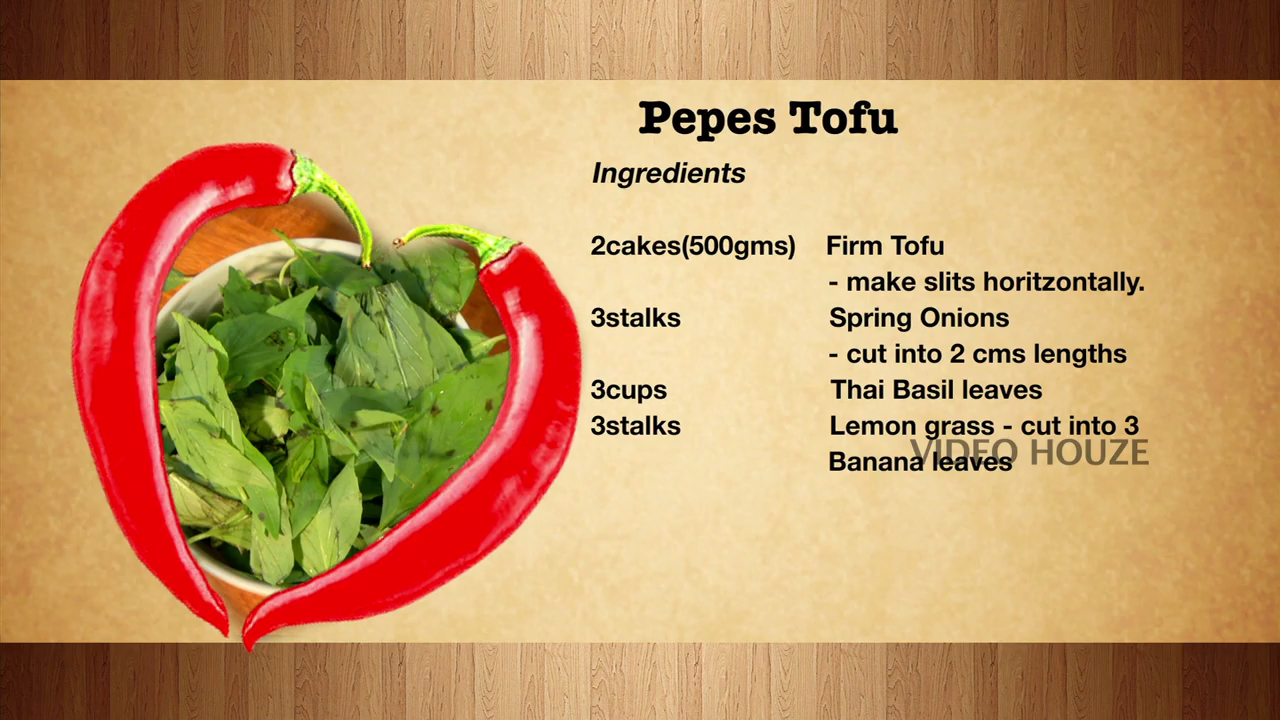 Pepes Tofu
Ingredients
2cakes(500gms) Firm Tofu
- make slits horitzontally.
3stalks Spring Onions
- cut into 2 cms lengths
3cups Thai Basil leaves
3stalks Lemon grass - cut into 3
VIDEO HOUZE
Banana leaves